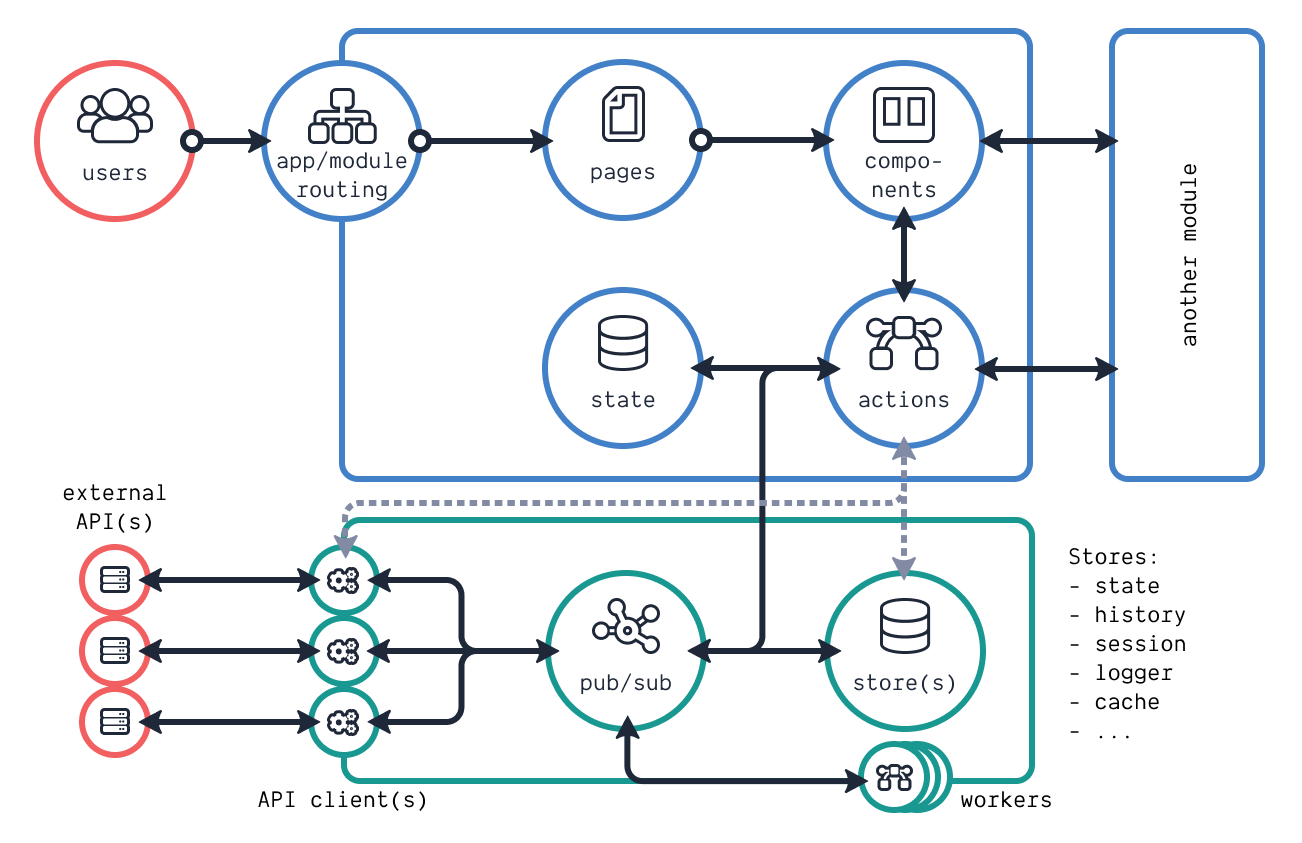 users
app/module
routing
pages
compo-
nents
another module
state
actions
external
API(s)
pub/sub
store(s)
Stores:
- state
- history
- session
- logger
- cache
- ...
API client(s)
workers